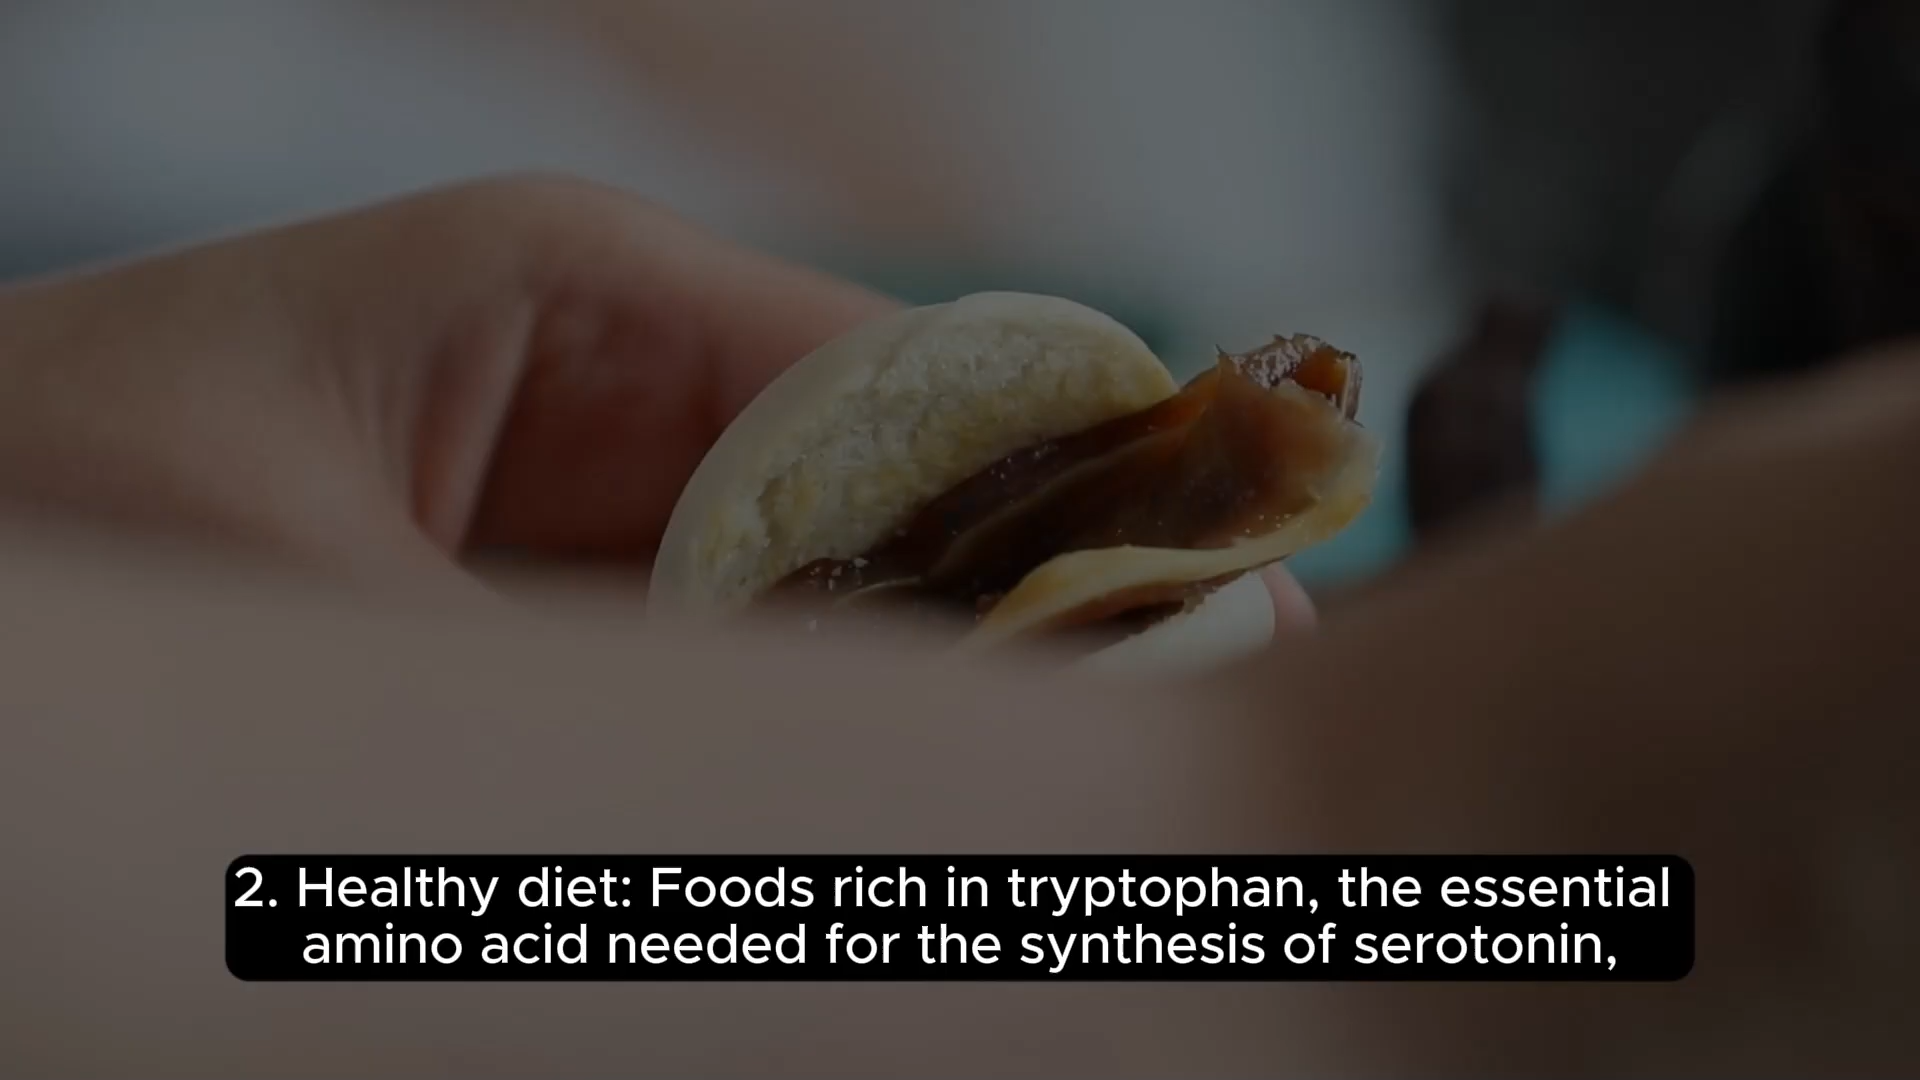 2. Healthy diet: Foods rich in tryptophan, the essential
amino acid needed for the synthesis of serotonin,